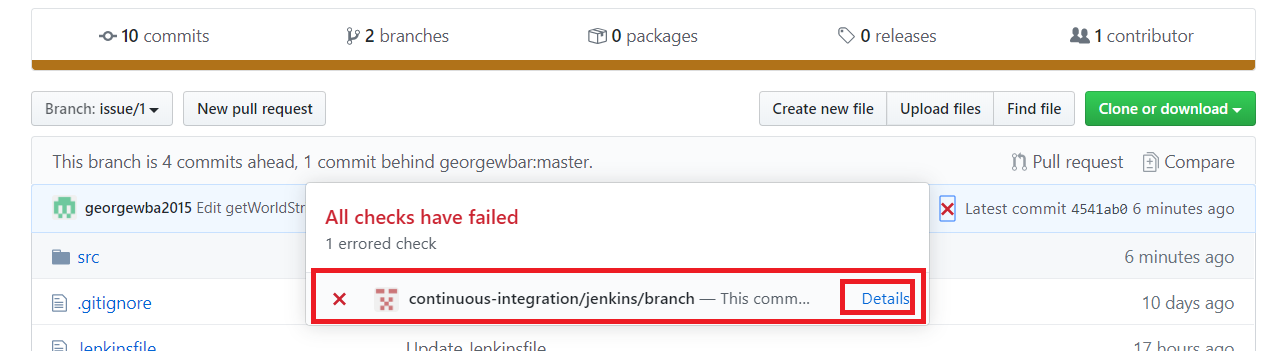 10 commits 2 branches 0 packages 0 releases 1 contributor
Branch: issue/1 New pull request Create new file Upload files Find file Clone or download
This branch is 4 commits ahead, 1 commit behind georgewbar:master. Pull request Compare
georgewba2015 Edit getWorldStr Latest commit 4541ab0 6 minutes ago
All checks have failed
1 errored check
src 6 minutes ago
continuous-integration/jenkins/branch — This comm... Details
.gitignore 10 days ago
Jenkinsfile Update Jenkinsfile 17 hours ago